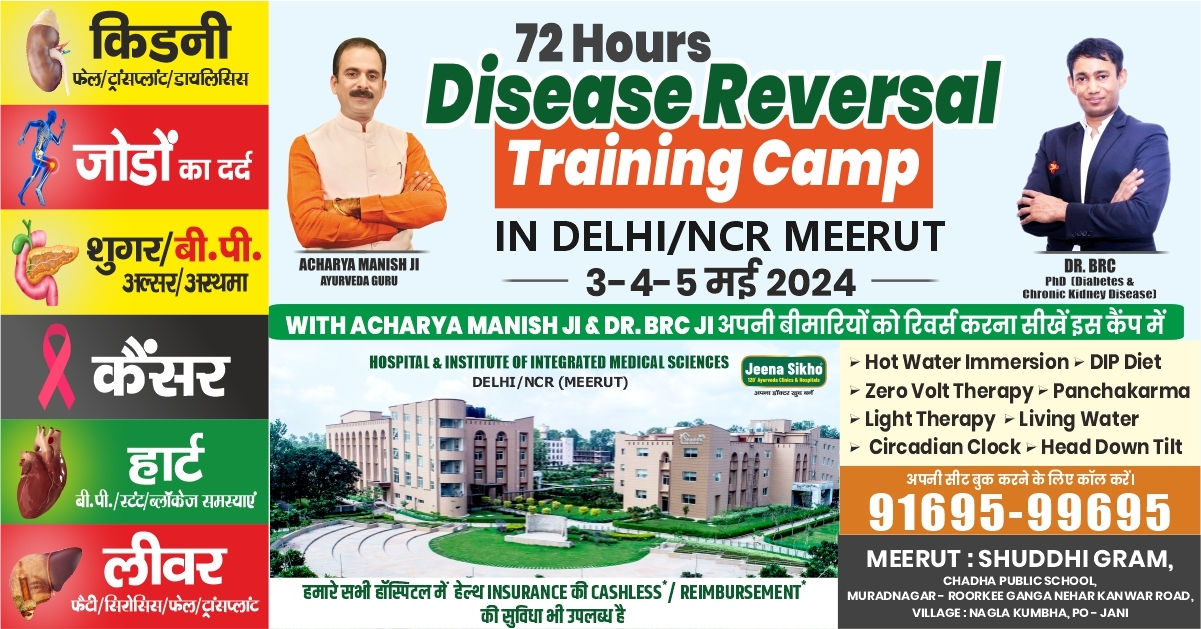 किडनी
फेल/ट्रांसप्लांट/डायलिसिस
जोडों का दर्द
शुगर/बी.पी.
अल्सर/अस्थमा
कैंसर
हार्ट
बी.पी./स्टंट/ब्लॉकेज समस्याएं
लीवर
फैटी/सिरोसिस/फेल/ट्रांसप्लांट
72 Hours
Disease Reversal
Training Camp
IN DELHI/NCR MEERUT
3-4-5 मई 2024
ACHARYA MANISH JI
AYURVEDA GURU
DR. BRC
PhD (Diabetes &
Chronic Kidney Disease)
WITH ACHARYA MANISH JI & DR. BRC JI अपनी बीमारियों को रिवर्स करना सीखें इस कैंप में
HOSPITAL & INSTITUTE OF INTEGRATED MEDICAL SCIENCES
DELHI/NCR (MEERUT)
Jeena Sikho
120+ Ayurveda Clinics & Hospitals
अपना डॉक्टर खुद बनें
हमारे सभी हॉस्पिटल में हेल्थ INSURANCE की CASHLESS* / REIMBURSEMENT*
की सुविधा भी उपलब्ध है
➢ Hot Water Immersion ➢ DIP Diet
➢ Zero Volt Therapy ➢ Panchakarma
➢ Light Therapy ➢ Living Water
➢ Circadian Clock ➢ Head Down Tilt
अपनी सीट बुक करने के लिए कॉल करें।
91695-99695
MEERUT : SHUDDHI GRAM,
CHADHA PUBLIC SCHOOL,
MURADNAGAR - ROORKEE GANGA NEHAR KANWAR ROAD,
VILLAGE : NAGLA KUMBHA, PO - JANI